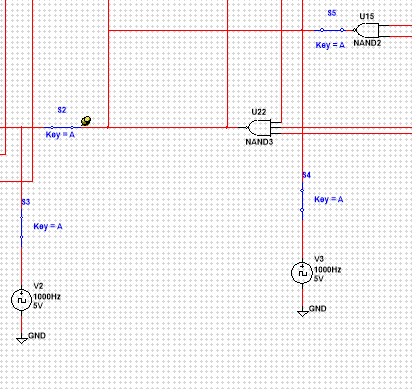 S5
U15
Key = A
NAND2
S2
Key = A
U22
NAND3
S4
Key = A
S3
Key = A
V3
1000Hz
5V
GND
V2
1000Hz
5V
GND